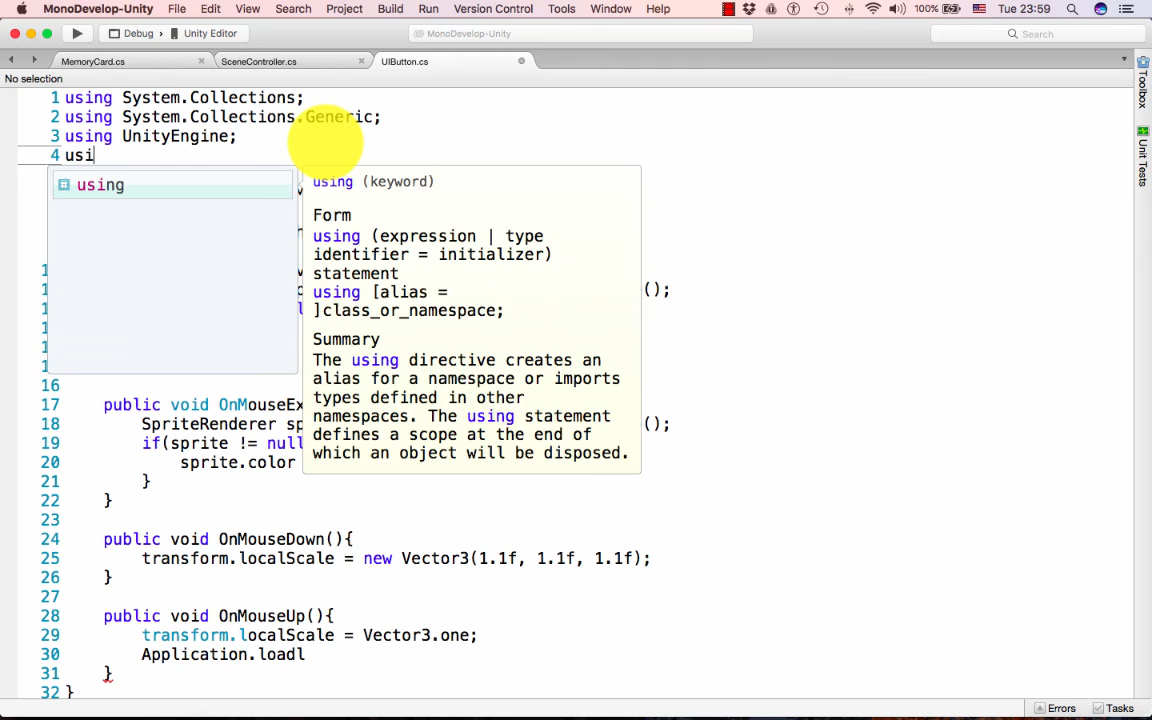 MonoDevelop-Unity File Edit View Search Project Build Run Version Control Tools Window Help 100% Tue 23:59
Debug › Unity Editor MonoDevelop-Unity Search
MemoryCard.cs SceneController.cs UIButton.cs
No selection
Toolbox
Unit Tests
1 using System.Collections;
2 using System.Collections.Generic;
3 using UnityEngine;
4 usi
using
using (keyword)
Form
using (expression | type
identifier = initializer)
statement
using [alias =
]class_or_namespace;
Summary
The using directive creates an
alias for a namespace or imports
types defined in other
namespaces. The using statement
defines a scope at the end of
which an object will be disposed.
();
16
17 public void OnMouseEx
18 SpriteRenderer sp ();
19 if(sprite != null
20 sprite.color
21 }
22 }
23
24 public void OnMouseDown(){
25 transform.localScale = new Vector3(1.1f, 1.1f, 1.1f);
26 }
27
28 public void OnMouseUp(){
29 transform.localScale = Vector3.one;
30 Application.loadl
31 }
32 }
Errors Tasks